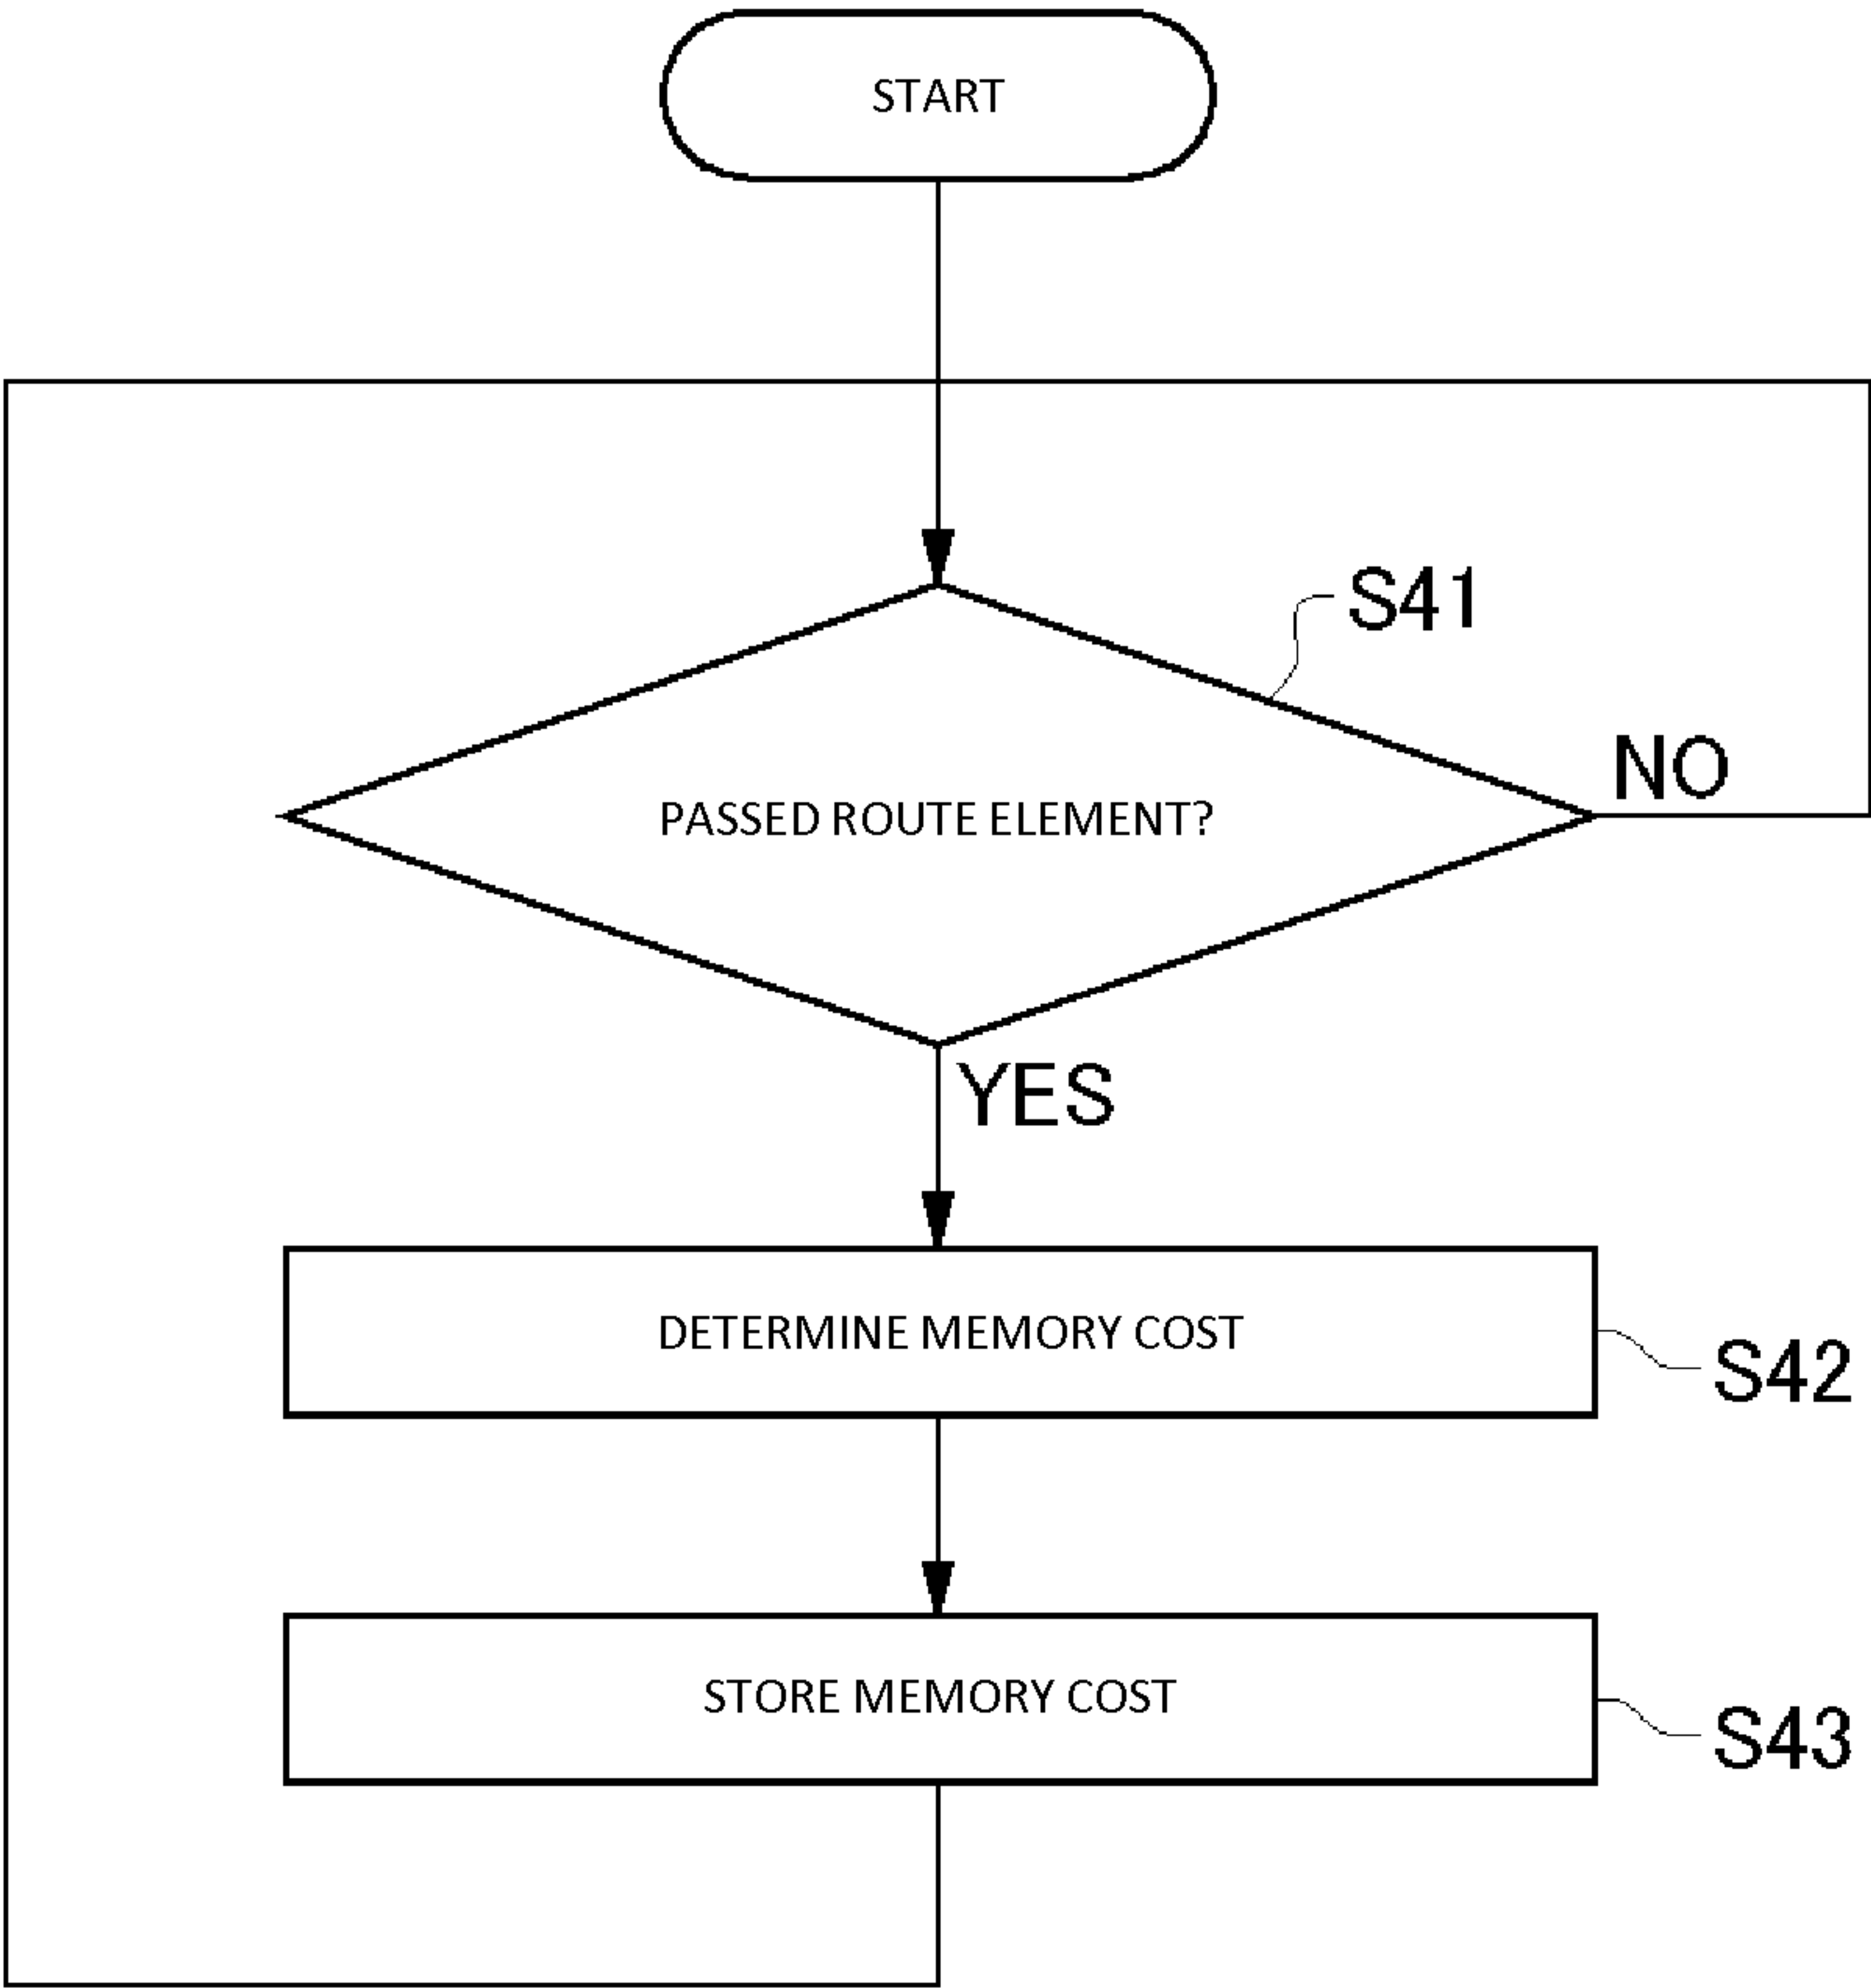 START
S41
NO
PASSED ROUTE ELEMENT?
YES
DETERMINE MEMORY COST
S42
STORE MEMORY COST
S43